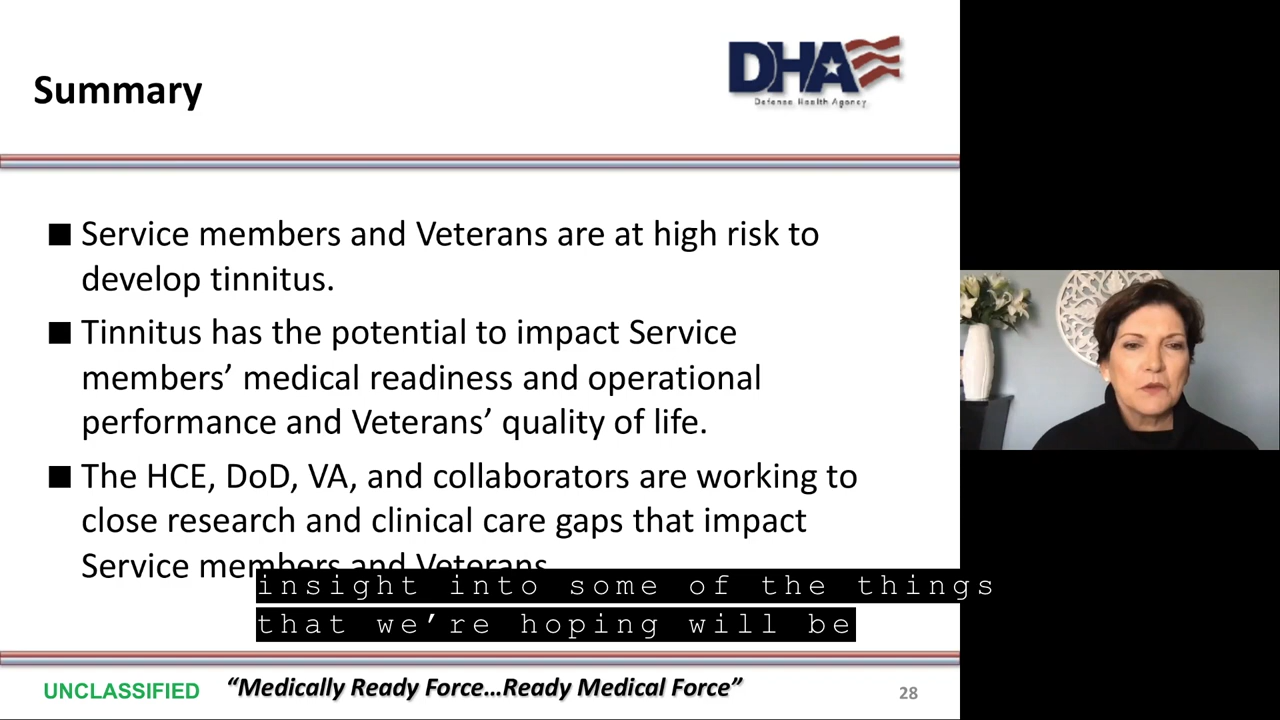 DHA
Defense Health Agency
Summary
■ Service members and Veterans are at high risk to
develop tinnitus.
■ Tinnitus has the potential to impact Service
members’ medical readiness and operational
performance and Veterans’ quality of life.
■ The HCE, DoD, VA, and collaborators are working to
close research and clinical care gaps that impact
Service members and Veterans
insight into some of the things
that we’re hoping will be
UNCLASSIFIED
“Medically Ready Force…Ready Medical Force”
28